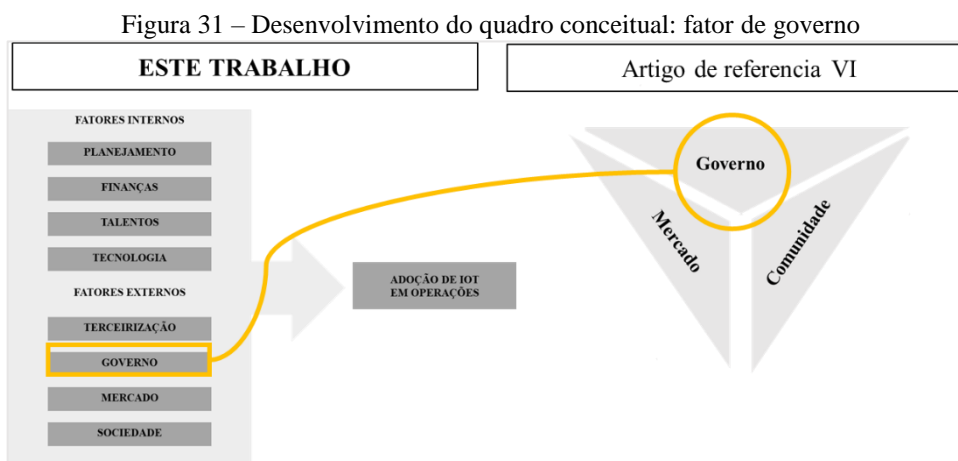 Figura 31 – Desenvolvimento do quadro conceitual: fator de governo
ESTE TRABALHO
Artigo de referencia VI
FATORES INTERNOS
PLANEJAMENTO
FINANÇAS
TALENTOS
TECNOLOGIA
FATORES EXTERNOS
TERCEIRIZAÇÃO
GOVERNO
MERCADO
SOCIEDADE
ADOÇÃO DE IOT
EM OPERAÇÕES
Governo
Mercado
Comunidade